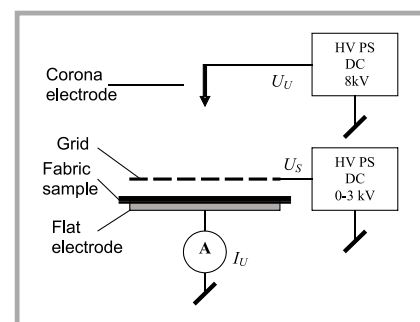 HV PS
DC
8kV
Corona
electrode
U_U
Grid
U_S
HV PS
DC
0-3 kV
Fabric
sample
Flat
electrode
A
I_U